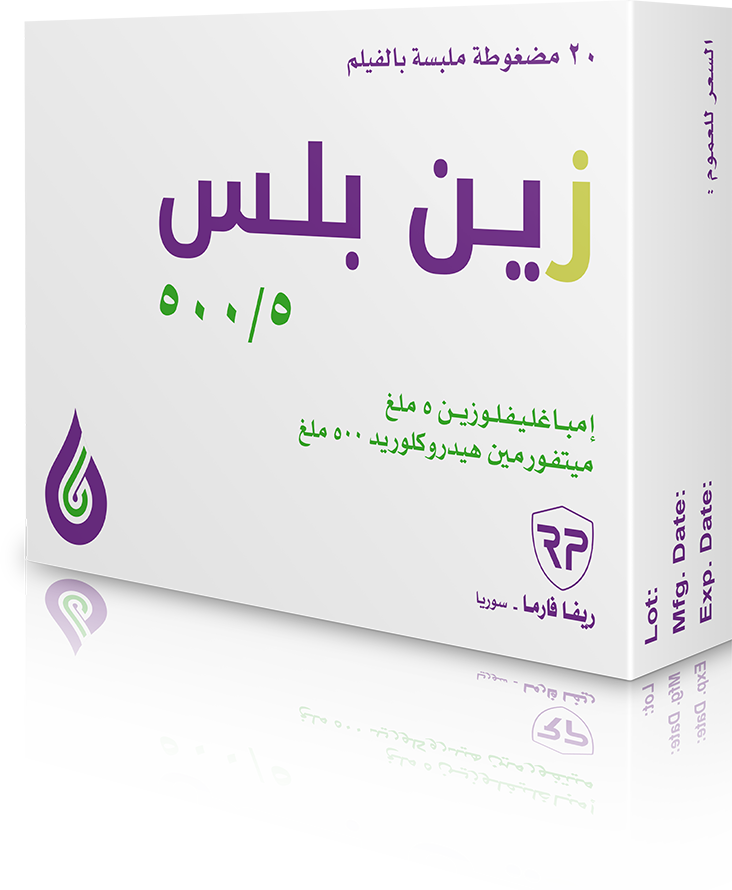 ٢٠ مضغوطة ملبسة بالفيلم
زين بلس
٥٠٠/٥
إمباغليفلوزين ٥ ملغ
ميتفورمين هيدروكلوريد ٥٠٠ ملغ
RP
ريفا فارما - سوريا
السعر للعموم :
Lot:
Mfg. Date:
Exp. Date: